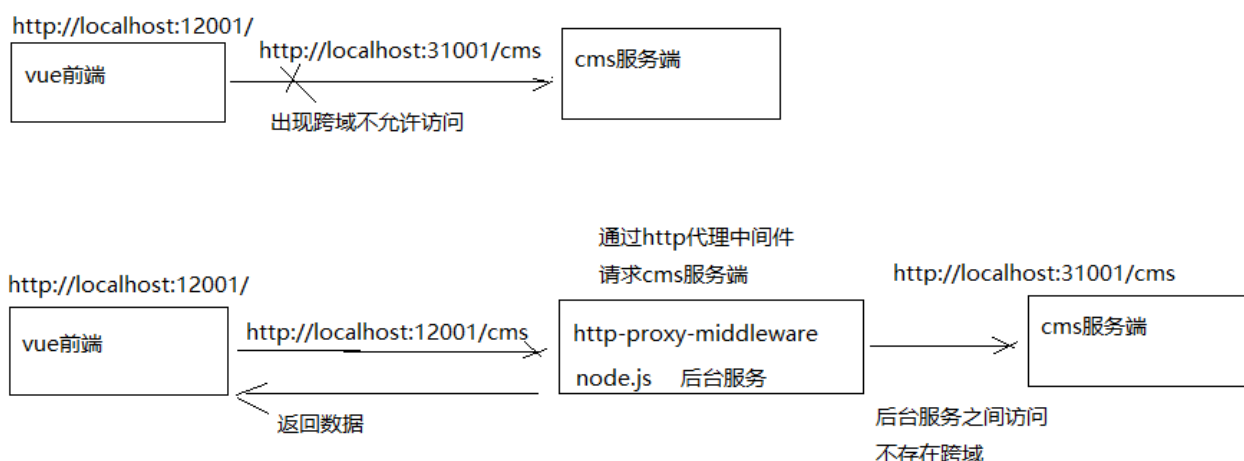 http://localhost:12001/
http://localhost:31001/cms
vue前端
cms服务端
出现跨域不允许访问
通过http代理中间件
请求cms服务端
http://localhost:31001/cms
http://localhost:12001/
http://localhost:12001/cms
vue前端
http-proxy-middleware
node.js 后台服务
cms服务端
返回数据
后台服务之间访问
不存在跨域